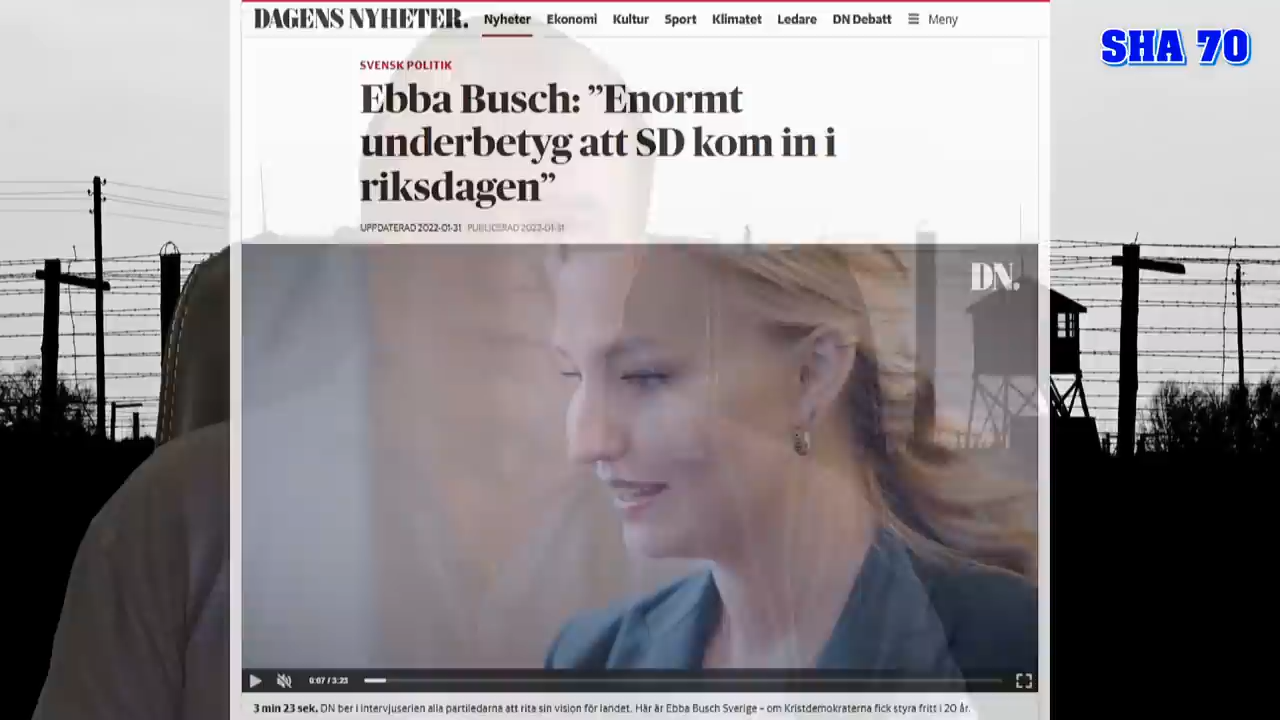 DAGENS NYHETER. Nyheter Ekonomi Kultur Sport Klimatet Ledare DN Debatt Meny
SHA 70
SVENSK POLITIK
Ebba Busch: ”Enormt
underbetyg att SD kom in i
riksdagen”
UPPDATERAD 2022-01-31 PUBLICERAD 2022-01-31
DN.
0:07 / 3:23
3 min 23 sek. DN ber i intervjuserien alla partiledarna att rita sin vision för landet. Här är Ebba Busch Sverige – om Kristdemokraterna fick styra fritt i 20 år.